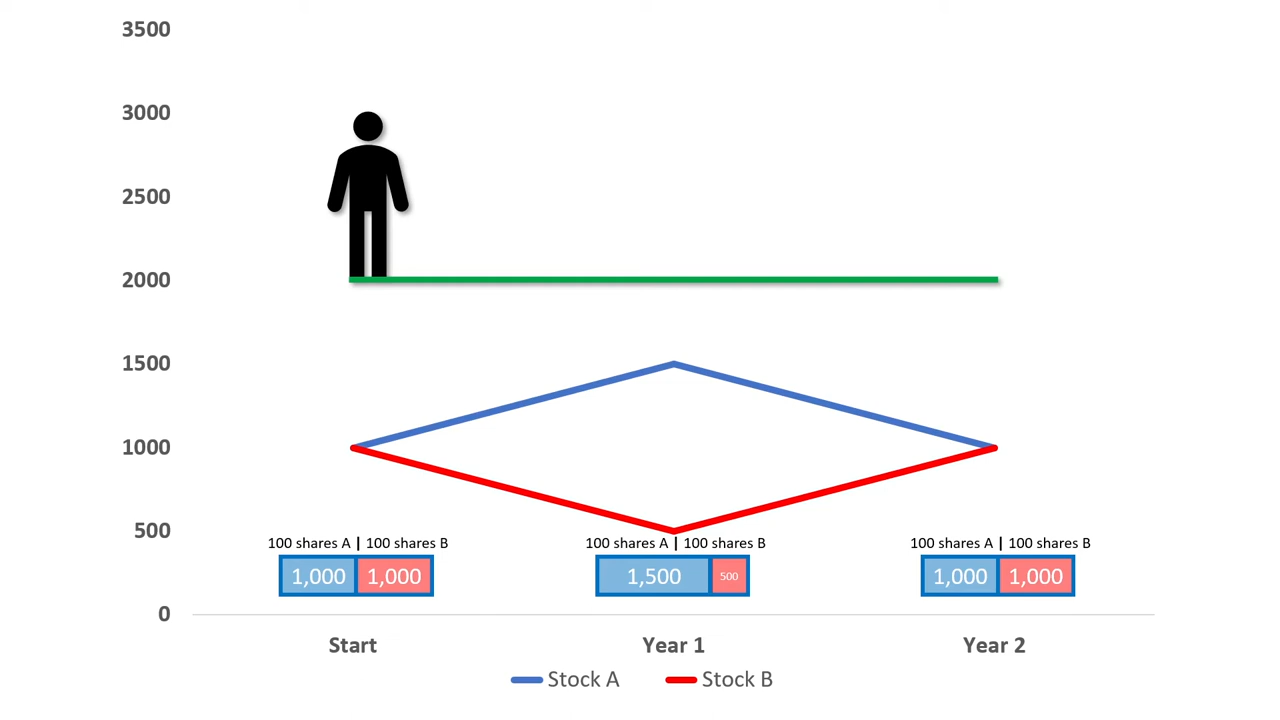 3500
3000
2500
2000
1500
1000
500
100 shares A | 100 shares B
100 shares A | 100 shares B
100 shares A | 100 shares B
1,000 1,000
1,500 500
1,000 1,000
0
Start
Year 1
Year 2
Stock A
Stock B